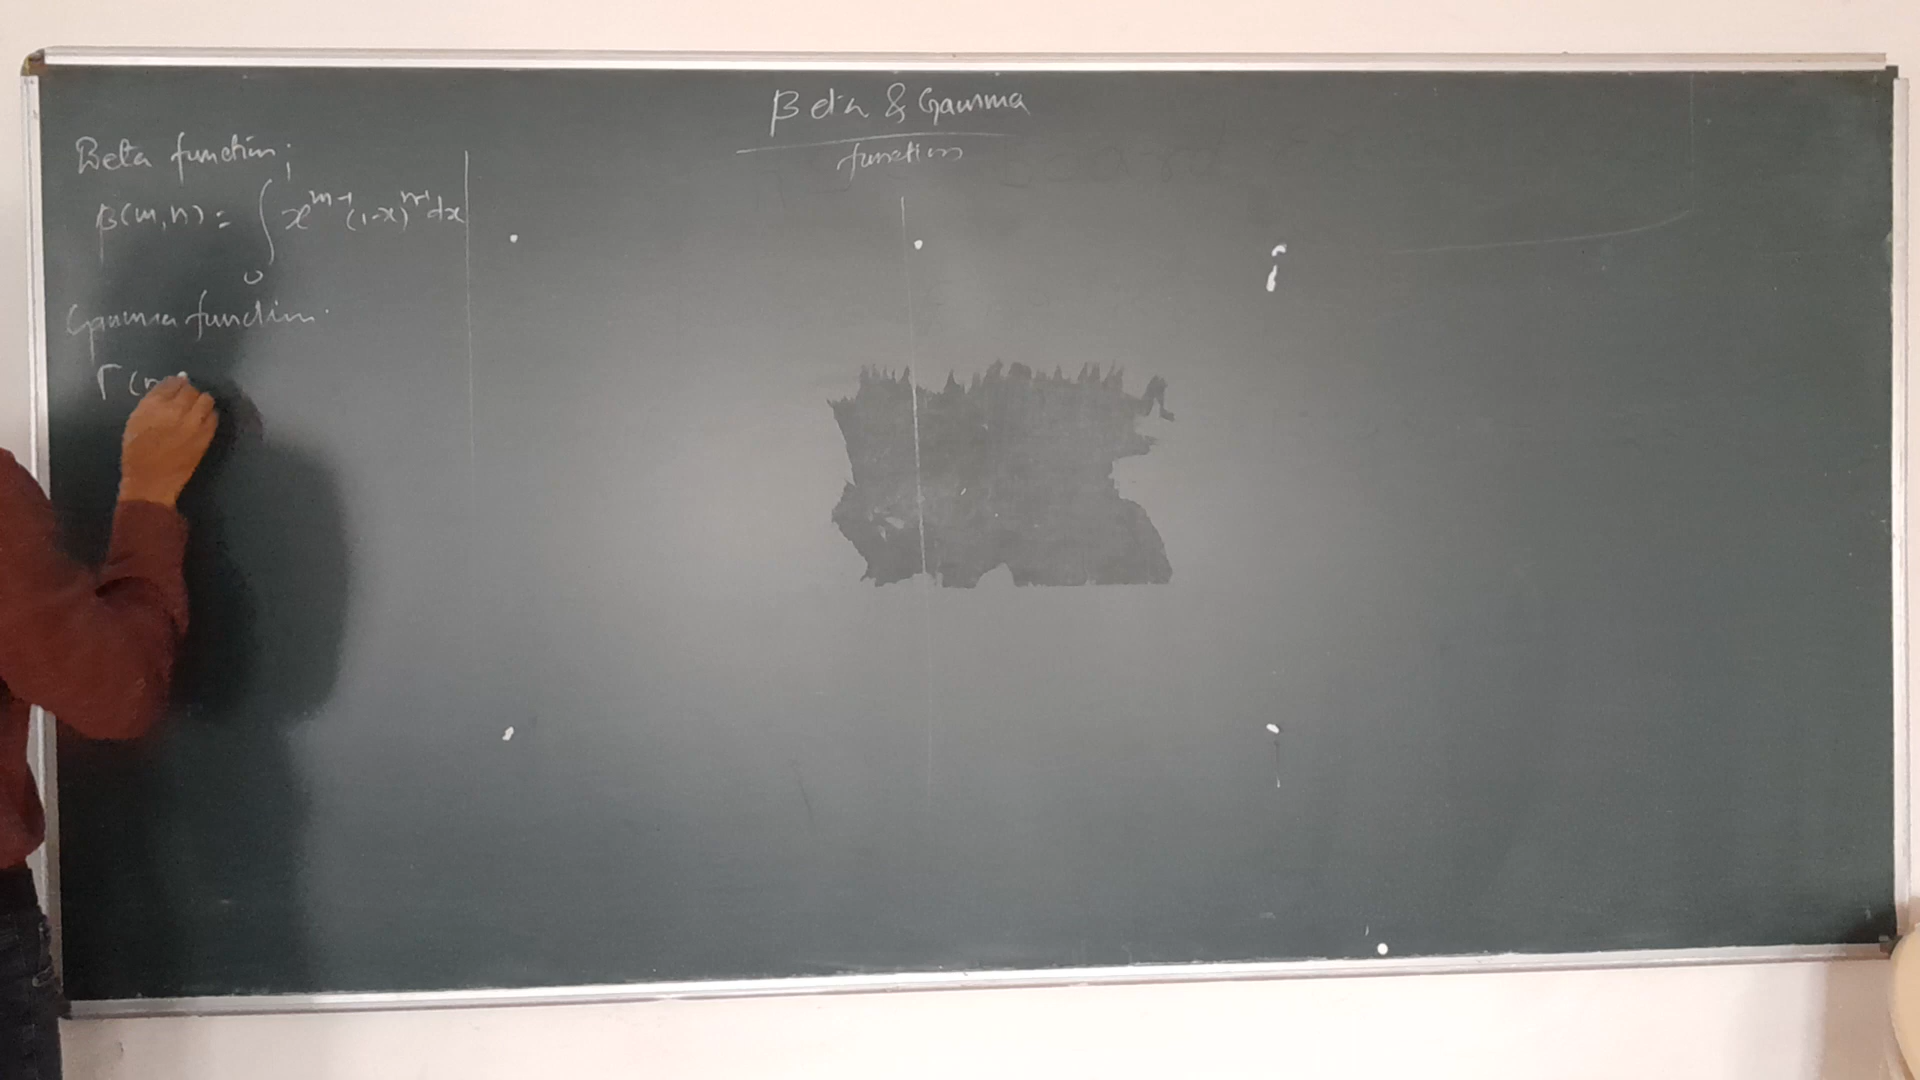 Beta & Gamma
function
Beta function;
β(m,n) = ∫₀ x^{m-1} (1-x)^{n-1} dx
Gamma function.
Γ(n